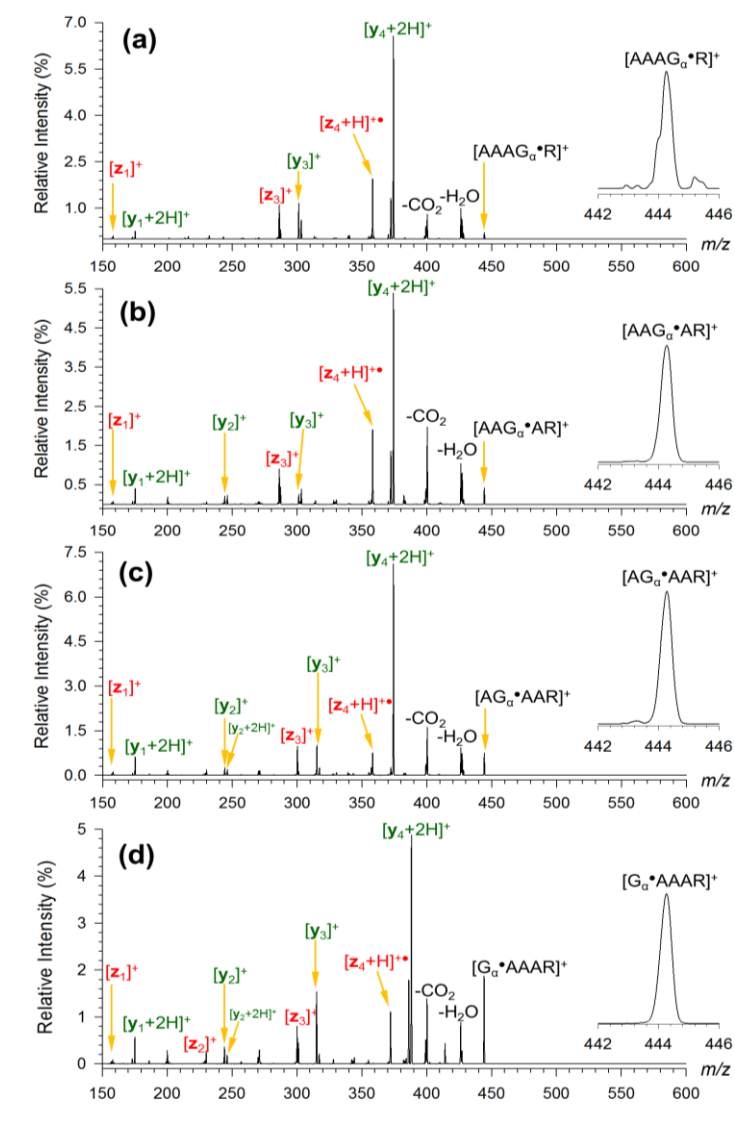 (a)
[y₄+2H]⁺
[AAAGα•R]⁺
[z₄+H]⁺•
[y₃]⁺
[AAAGα•R]⁺
[z₁]⁺
[z₃]⁺
-CO₂
-H₂O
[y₁+2H]⁺
Relative Intensity (%)
7.0
5.5
4.0
2.5
1.0
442 444 446
150 200 250 300 350 400 450 500 550 600
m/z
(b)
[y₄+2H]⁺
[AAGα•AR]⁺
[z₄+H]⁺•
[z₁]⁺
[y₂]⁺
[y₃]⁺
-CO₂
[AAGα•AR]⁺
[z₃]⁺
-H₂O
[y₁+2H]⁺
Relative Intensity (%)
5.5
4.5
3.5
2.5
1.5
0.5
442 444 446
150 200 250 300 350 400 450 500 550 600
m/z
(c)
[y₄+2H]⁺
[AGα•AAR]⁺
[y₃]⁺
[z₁]⁺
[y₂]⁺
[z₄+H]⁺•
[AGα•AAR]⁺
[y₂+2H]⁺
[z₃]⁺
-CO₂
-H₂O
[y₁+2H]⁺
Relative Intensity (%)
7.5
6.0
4.5
3.0
1.5
0.0
442 444 446
150 200 250 300 350 400 450 500 550 600
m/z
(d)
[y₄+2H]⁺
[Gα•AAAR]⁺
[y₃]⁺
[z₁]⁺
[y₂]⁺
[z₄+H]⁺•
[Gα•AAAR]⁺
-CO₂
[y₁+2H]⁺
[y₂+2H]⁺
[z₃]⁺
-H₂O
[z₂]⁺
Relative Intensity (%)
5
4
3
2
1
0
442 444 446
150 200 250 300 350 400 450 500 550 600
m/z